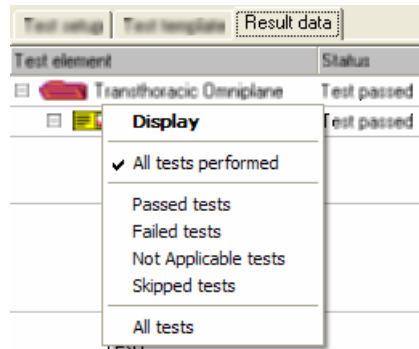 Test setup Test template Result data
Test element Status
Transthoracic Omniplane Test passed
Display Test passed
All tests performed
Passed tests
Failed tests
Not Applicable tests
Skipped tests
All tests